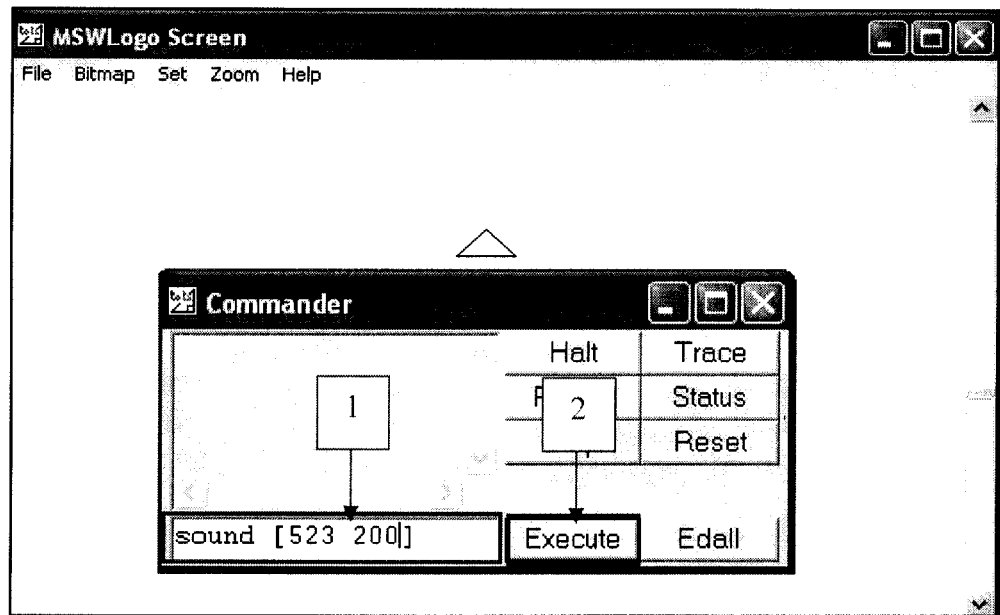 MSWLogo Screen
File Bitmap Set Zoom Help
Commander
Halt Trace
1
2
Status
Reset
sound [523 200]
Execute Edall